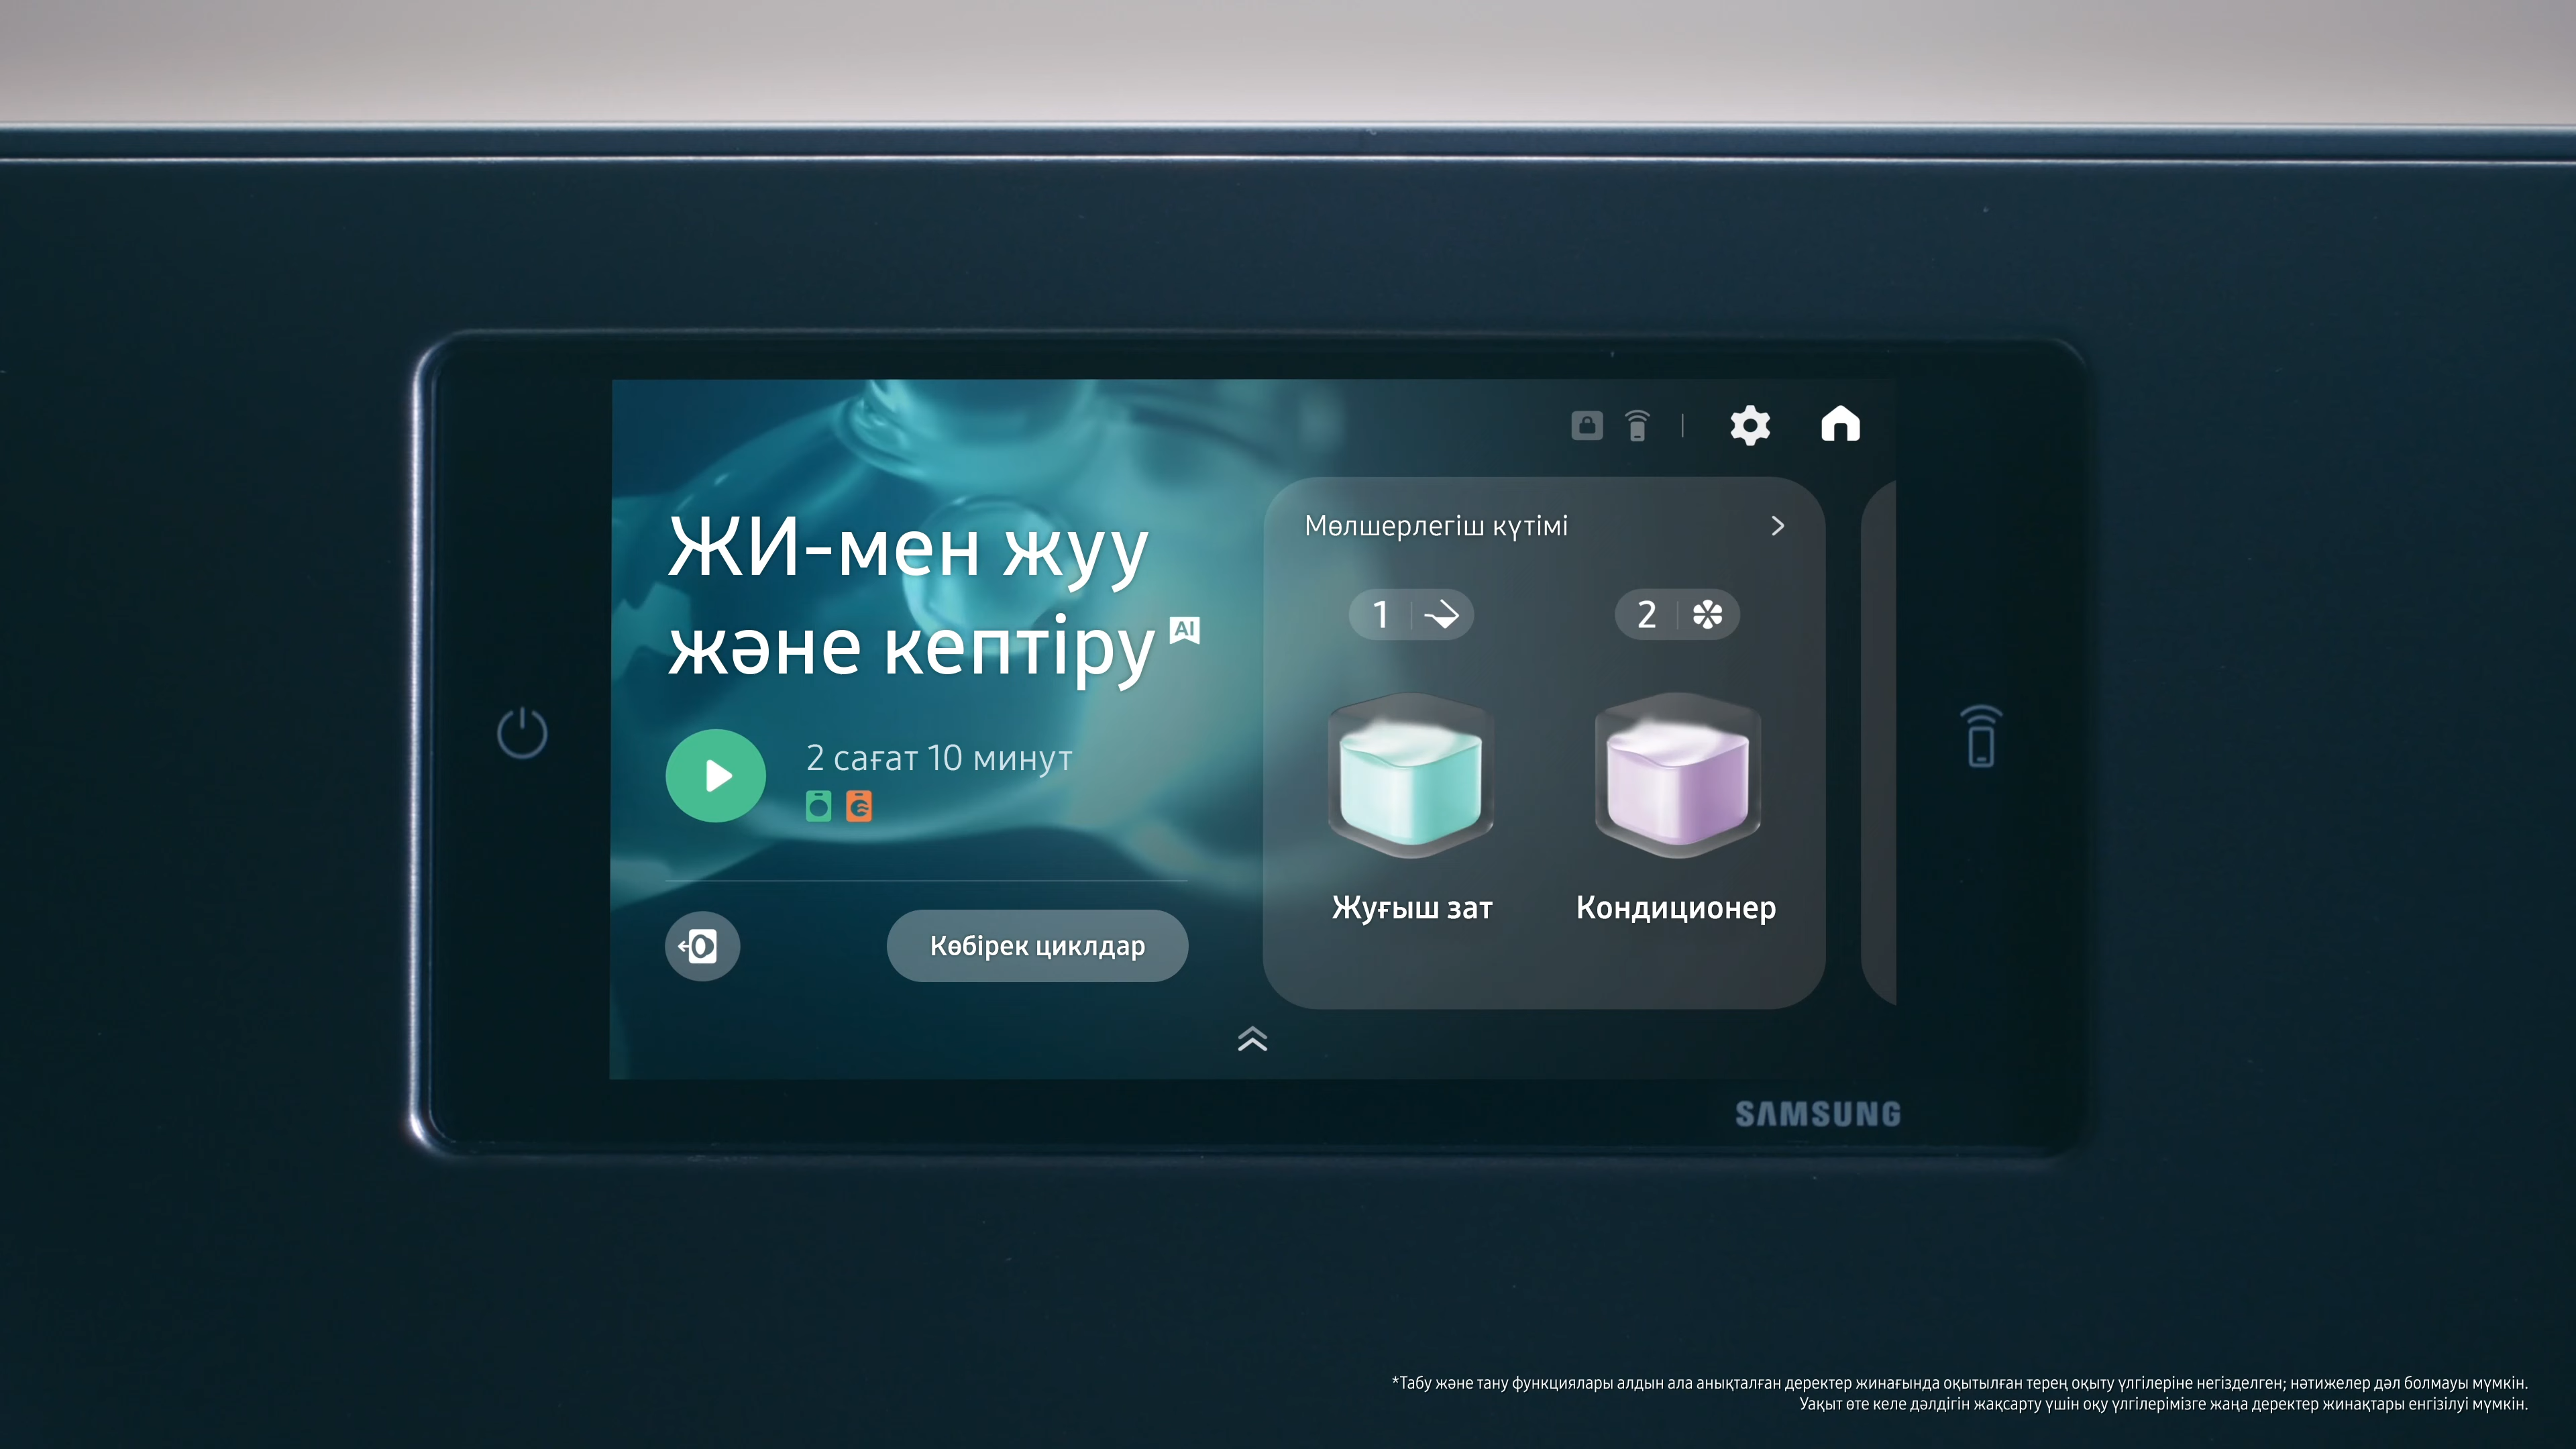 ЖИ-мен жуу
және кептіру AI
2 сағат 10 минут
Көбірек циклдар
Мөлшерлегіш күтімі
1
2
Жуғыш зат
Кондиционер
SAMSUNG
*Табу және тану функциялары алдын ала анықталған деректер жинағында оқытылған терең оқыту үлгілеріне негізделген; нәтижелер дәл болмауы мүмкін.
Уақыт өте келе дәлдігін жақсарту үшін оқу үлгілерімізге жаңа деректер жинақтары енгізілуі мүмкін.